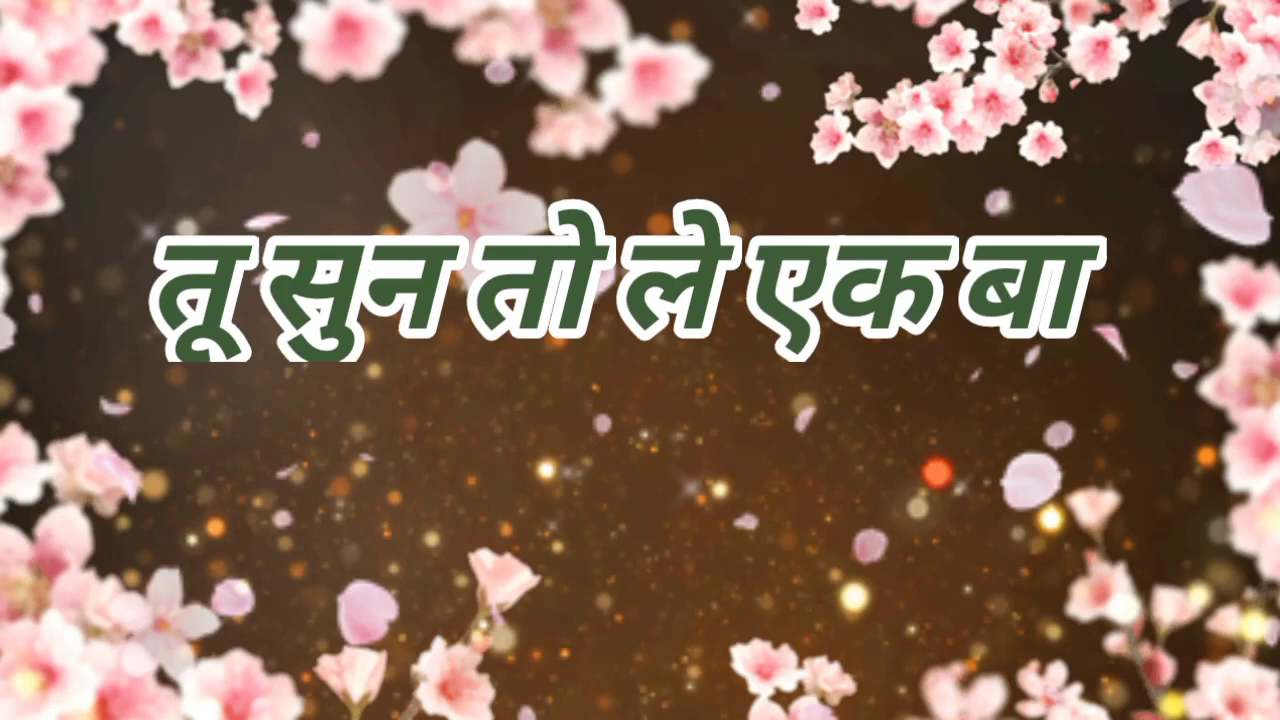 तू सुन तो ले एक बा